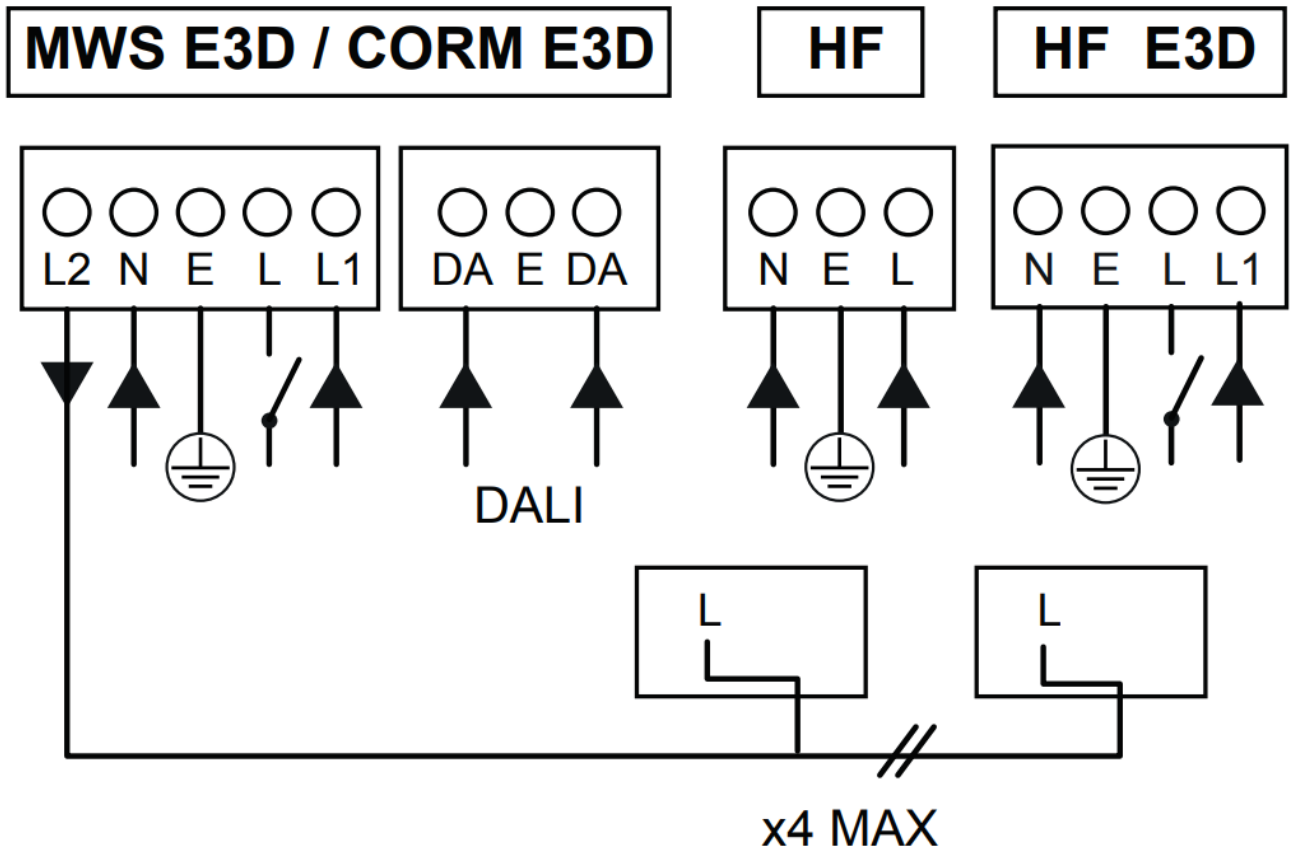 MWS E3D / CORM E3D
HF
HF E3D
L2 N E L L1
DA E DA
N E L
N E L L1
DALI
L
L
x4 MAX